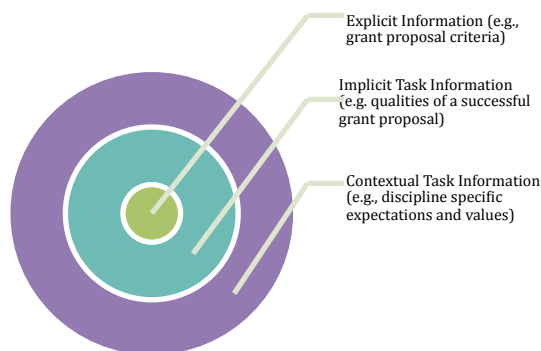 Explicit Information (e.g.,
grant proposal criteria)
Implicit Task Information
(e.g. qualities of a successful
grant proposal)
Contextual Task Information
(e.g., discipline specific
expectations and values)